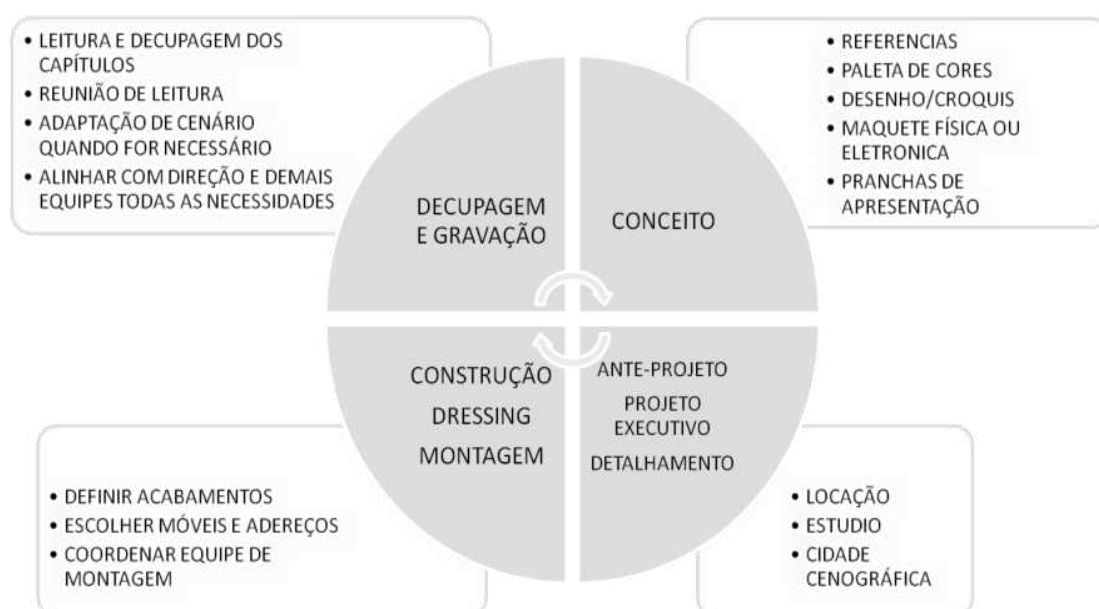 • LEITURA E DECUPAGEM DOS
CAPÍTULOS
• REUNIÃO DE LEITURA
• ADAPTAÇÃO DE CENÁRIO
QUANDO FOR NECESSÁRIO
• ALINHAR COM DIREÇÃO E DEMAIS
EQUIPES TODAS AS NECESSIDADES
DECUPAGEM
E GRAVAÇÃO
CONCEITO
• REFERENCIAS
• PALETA DE CORES
• DESENHO/CROQUIS
• MAQUETE FÍSICA OU
ELETRONICA
• PRANCHAS DE
APRESENTAÇÃO
CONSTRUÇÃO
DRESSING
MONTAGEM
ANTE-PROJETO
PROJETO
EXECUTIVO
DETALHAMENTO
• DEFINIR ACABAMENTOS
• ESCOLHER MÓVEIS E ADEREÇOS
• COORDENAR EQUIPE DE
MONTAGEM
• LOCAÇÃO
• ESTUDIO
• CIDADE
CENOGRÁFICA